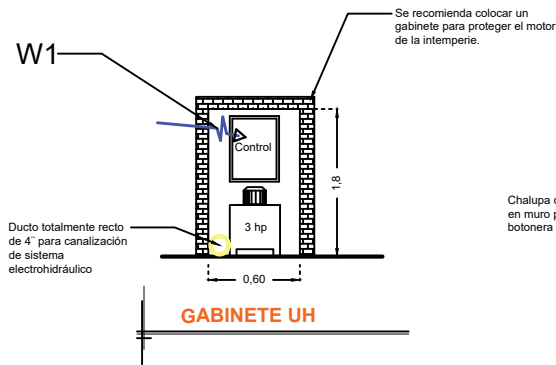 Se recomienda colocar un
gabinete para proteger el motor
de la intemperie.
W1
Control
1,8
3 hp
Chalupa
en muro
botonera
Ducto totalmente recto
de 4¨ para canalización
de sistema
electrohidráulico
0,60
GABINETE UH